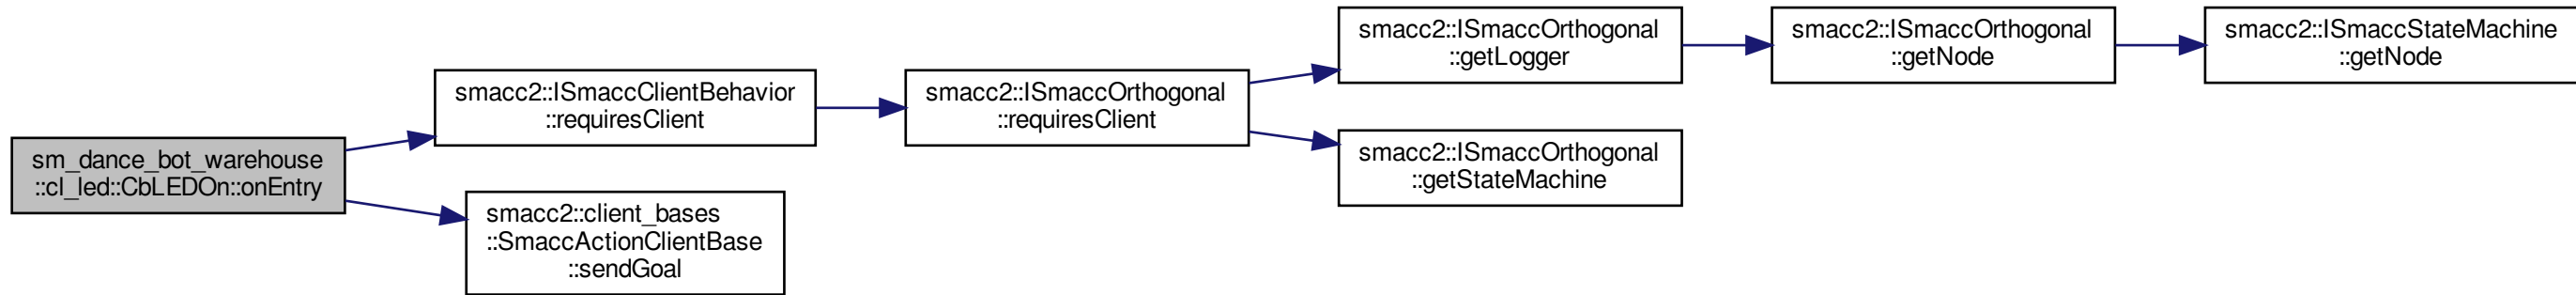 sm_dance_bot_warehouse
::cl_led::CbLEDOn::onEntry
smacc2::ISmaccClientBehavior
::requiresClient
smacc2::ISmaccOrthogonal
::requiresClient
smacc2::ISmaccOrthogonal
::getLogger
smacc2::ISmaccOrthogonal
::getNode
smacc2::ISmaccStateMachine
::getNode
smacc2::ISmaccOrthogonal
::getStateMachine
smacc2::client_bases
::SmaccActionClientBase
::sendGoal